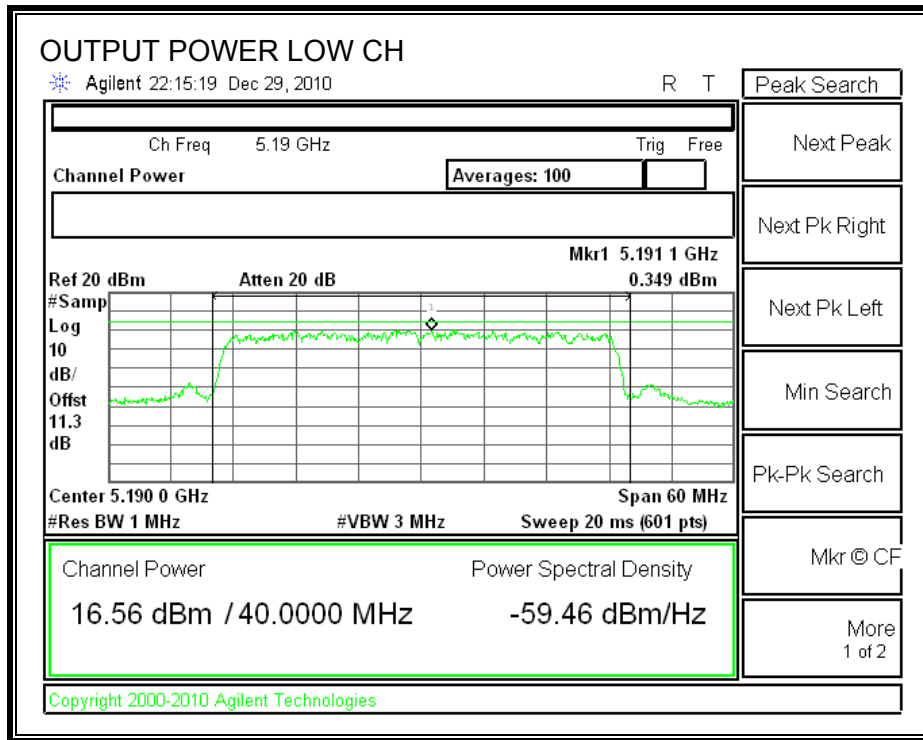 OUTPUT POWER LOW CH
Agilent 22:15:19 Dec 29, 2010 R T
Peak Search
Ch Freq 5.19 GHz Trig Free
Channel Power Averages: 100
Mkr1 5.191 1 GHz
Ref 20 dBm Atten 20 dB 0.349 dBm
#Samp
Log
10
dB/
Offst
11.3
dB
1
Center 5.190 0 GHz Span 60 MHz
#Res BW 1 MHz #VBW 3 MHz Sweep 20 ms (601 pts)
Channel Power Power Spectral Density
16.56 dBm / 40.0000 MHz -59.46 dBm/Hz
Copyright 2000-2010 Agilent Technologies
Next Peak
Next Pk Right
Next Pk Left
Min Search
Pk-Pk Search
Mkr © CF
More
1 of 2